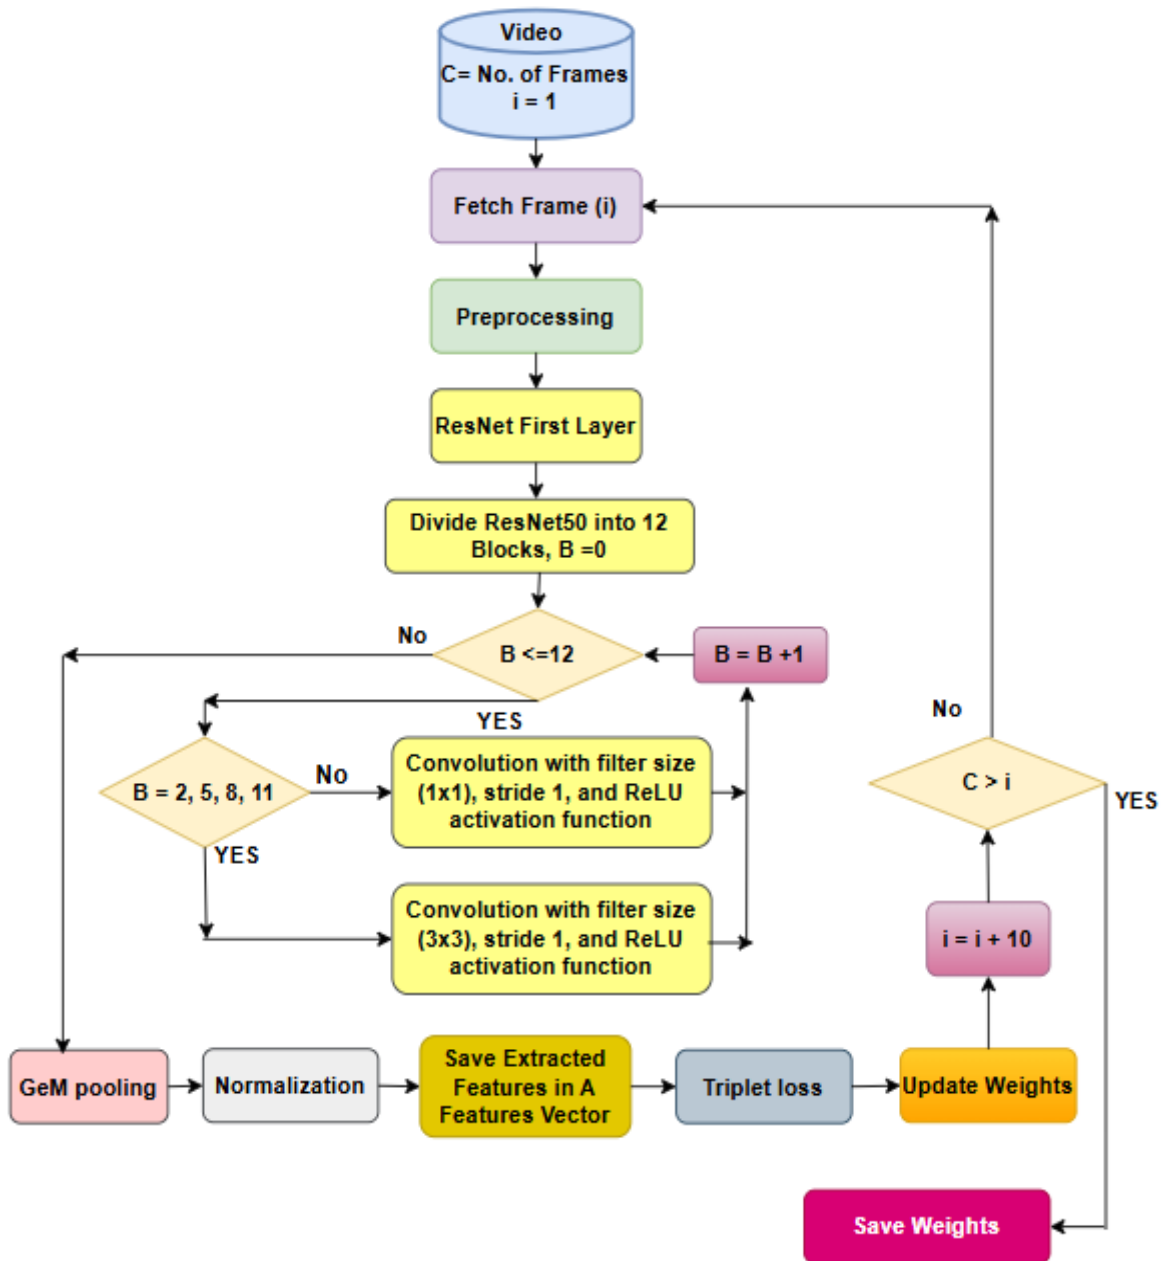 Video
C= No. of Frames
i = 1
Fetch Frame (i)
Preprocessing
ResNet First Layer
Divide ResNet50 into 12
Blocks, B =0
No
B <=12
B = B +1
YES
No
B = 2, 5, 8, 11
No
Convolution with filter size
(1x1), stride 1, and ReLU
activation function
C > i
YES
YES
Convolution with filter size
(3x3), stride 1, and ReLU
activation function
i = i + 10
GeM pooling
Normalization
Save Extracted
Features in A
Features Vector
Triplet loss
Update Weights
Save Weights